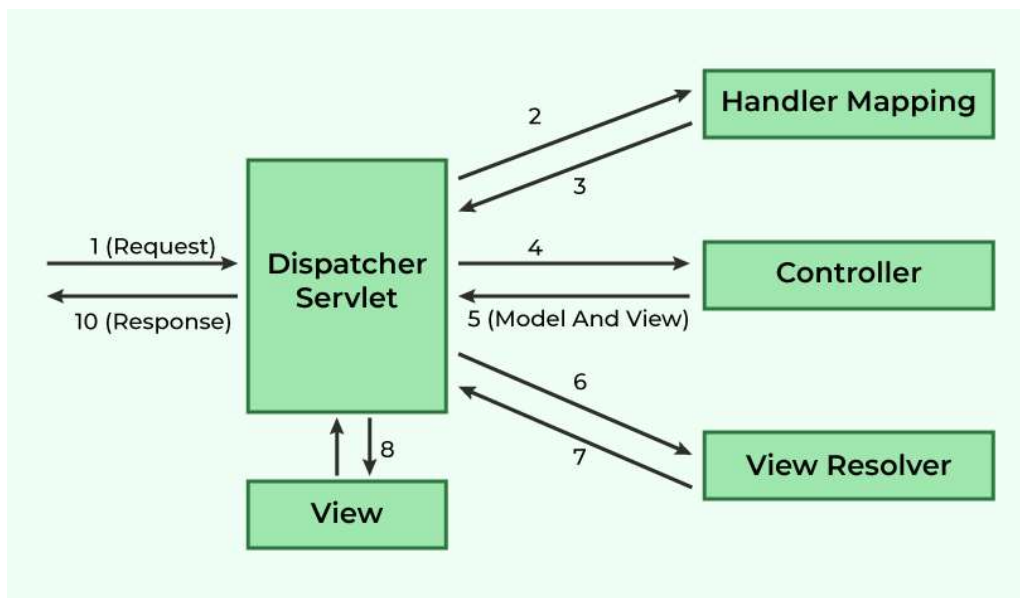 2
Handler Mapping
3
1 (Request)
10 (Response)
Dispatcher
Servlet
4
Controller
5 (Model And View)
6
7
View Resolver
8
View